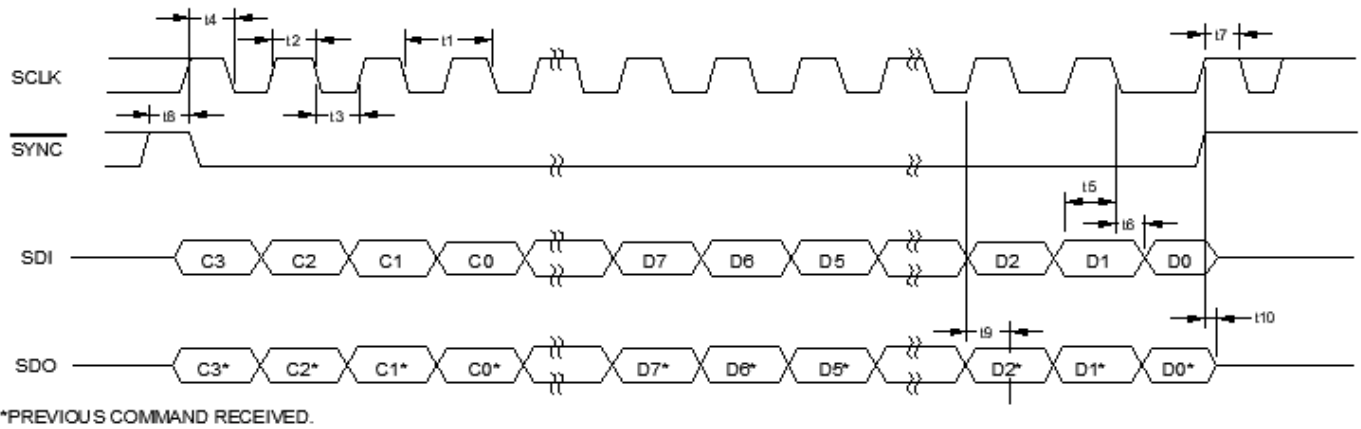 t4 t2 t1 t7
SCLK
t8 t3
SYNC
t5
t6
SDI C3 C2 C1 C0 D7 D6 D5 D2 D1 D0
t9 t10
SDO C3* C2* C1* C0* D7* D6* D5* D2* D1* D0*
*PREVIOUS COMMAND RECEIVED.